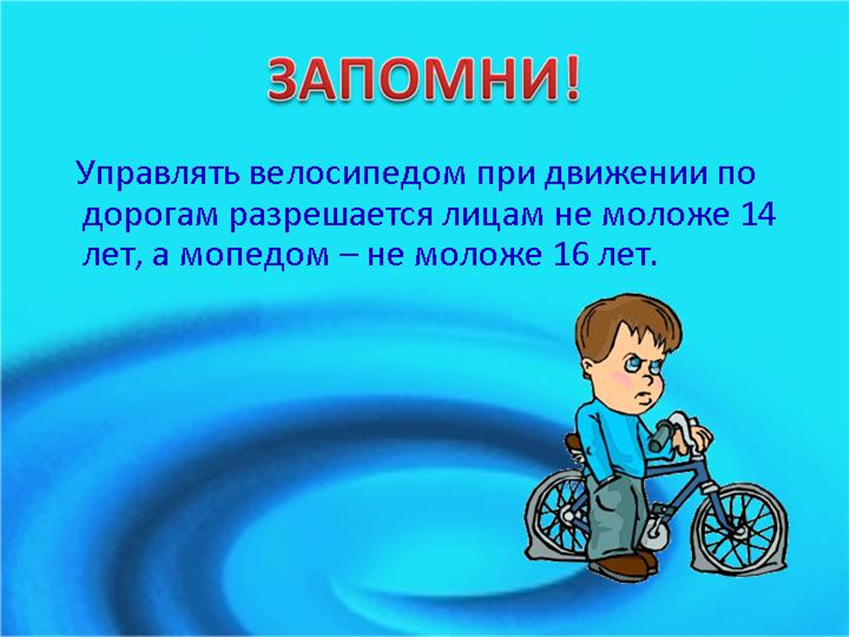 ЗАПОМНИ!
Управлять велосипедом при движении по
дорогам разрешается лицам не моложе 14
лет, а мопедом – не моложе 16 лет.